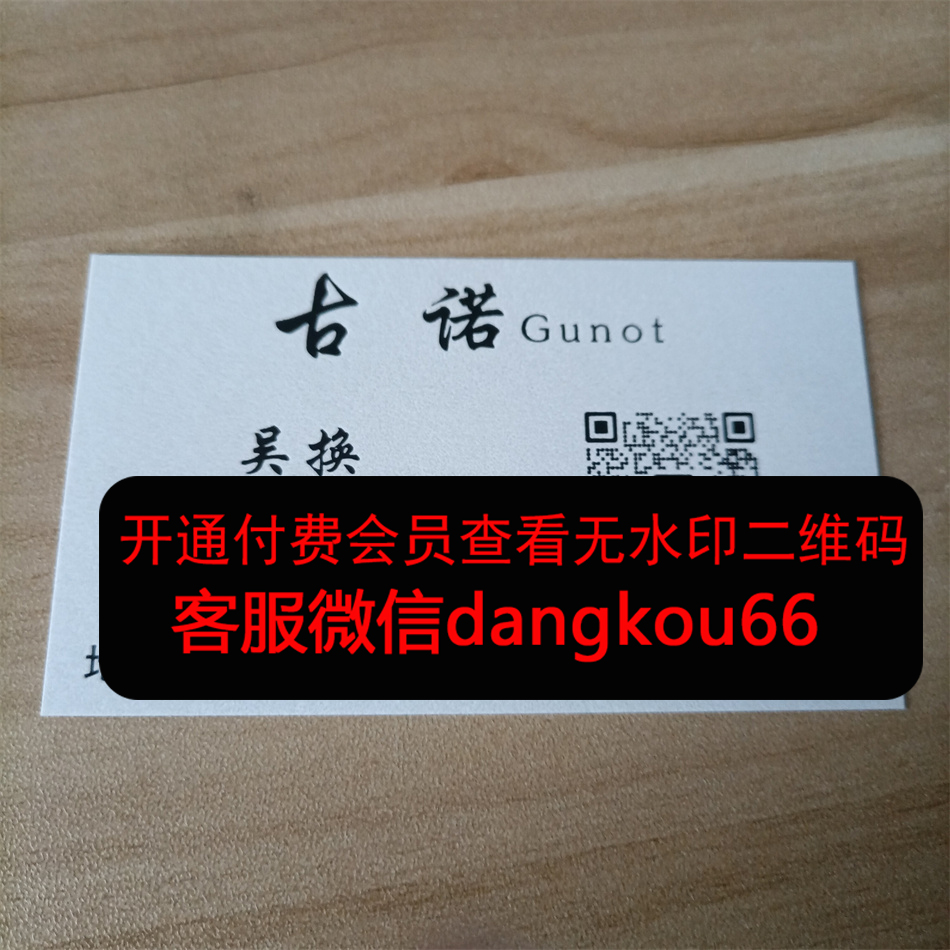 古 诺 Gunot
吴换
开通付费会员查看无水印二维码
客服微信dangkou66